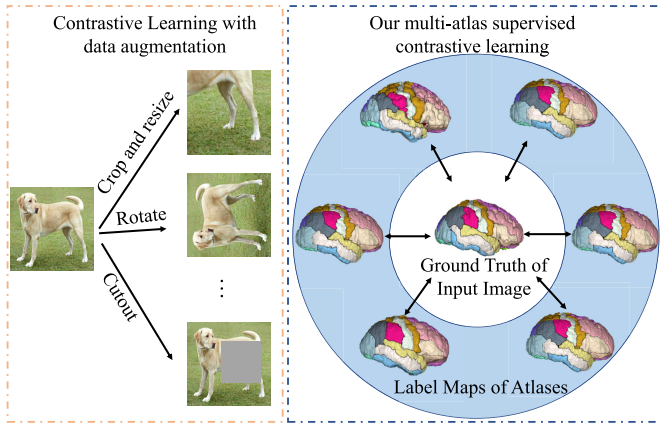 Contrastive Learning with
data augmentation
Crop and resize
Rotate
Cutout
...
Our multi-atlas supervised
contrastive learning
Ground Truth of
Input Image
Label Maps of Atlases